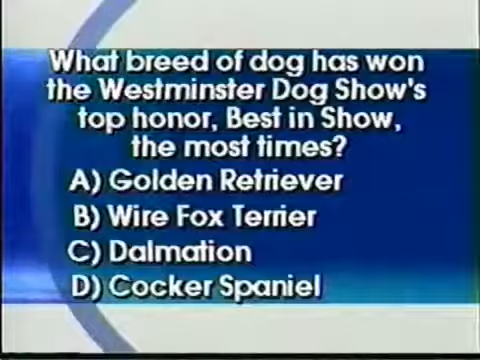 What breed of dog has won
the Westminster Dog Show's
top honor, Best in Show,
the most times?
A) Golden Retriever
B) Wire Fox Terrier
C) Dalmation
D) Cocker Spaniel